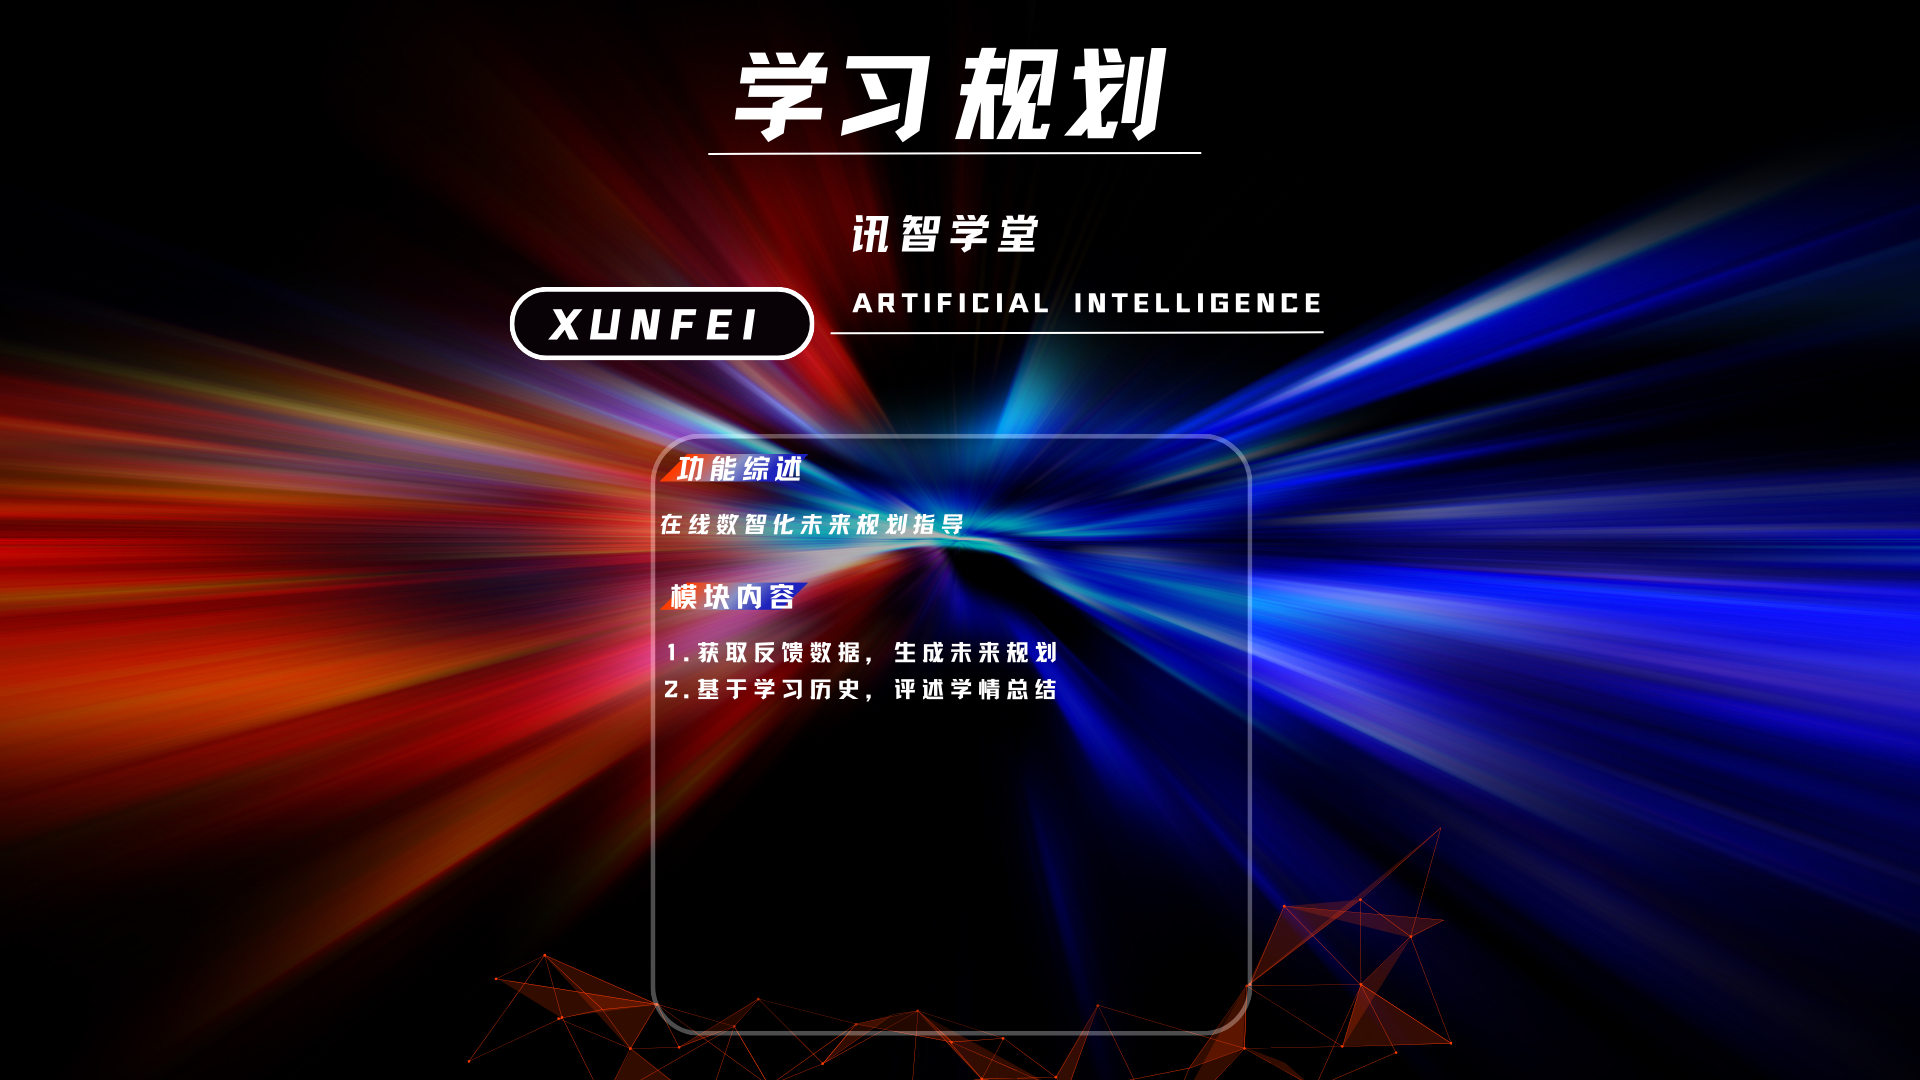 学习规划
讯智学堂
ARTIFICIAL INTELLIGENCE
XUNFEI
功能综述
在线数智化未来规划指导
模块内容
1.获取反馈数据，生成未来规划
2.基于学习历史，评述学情总结